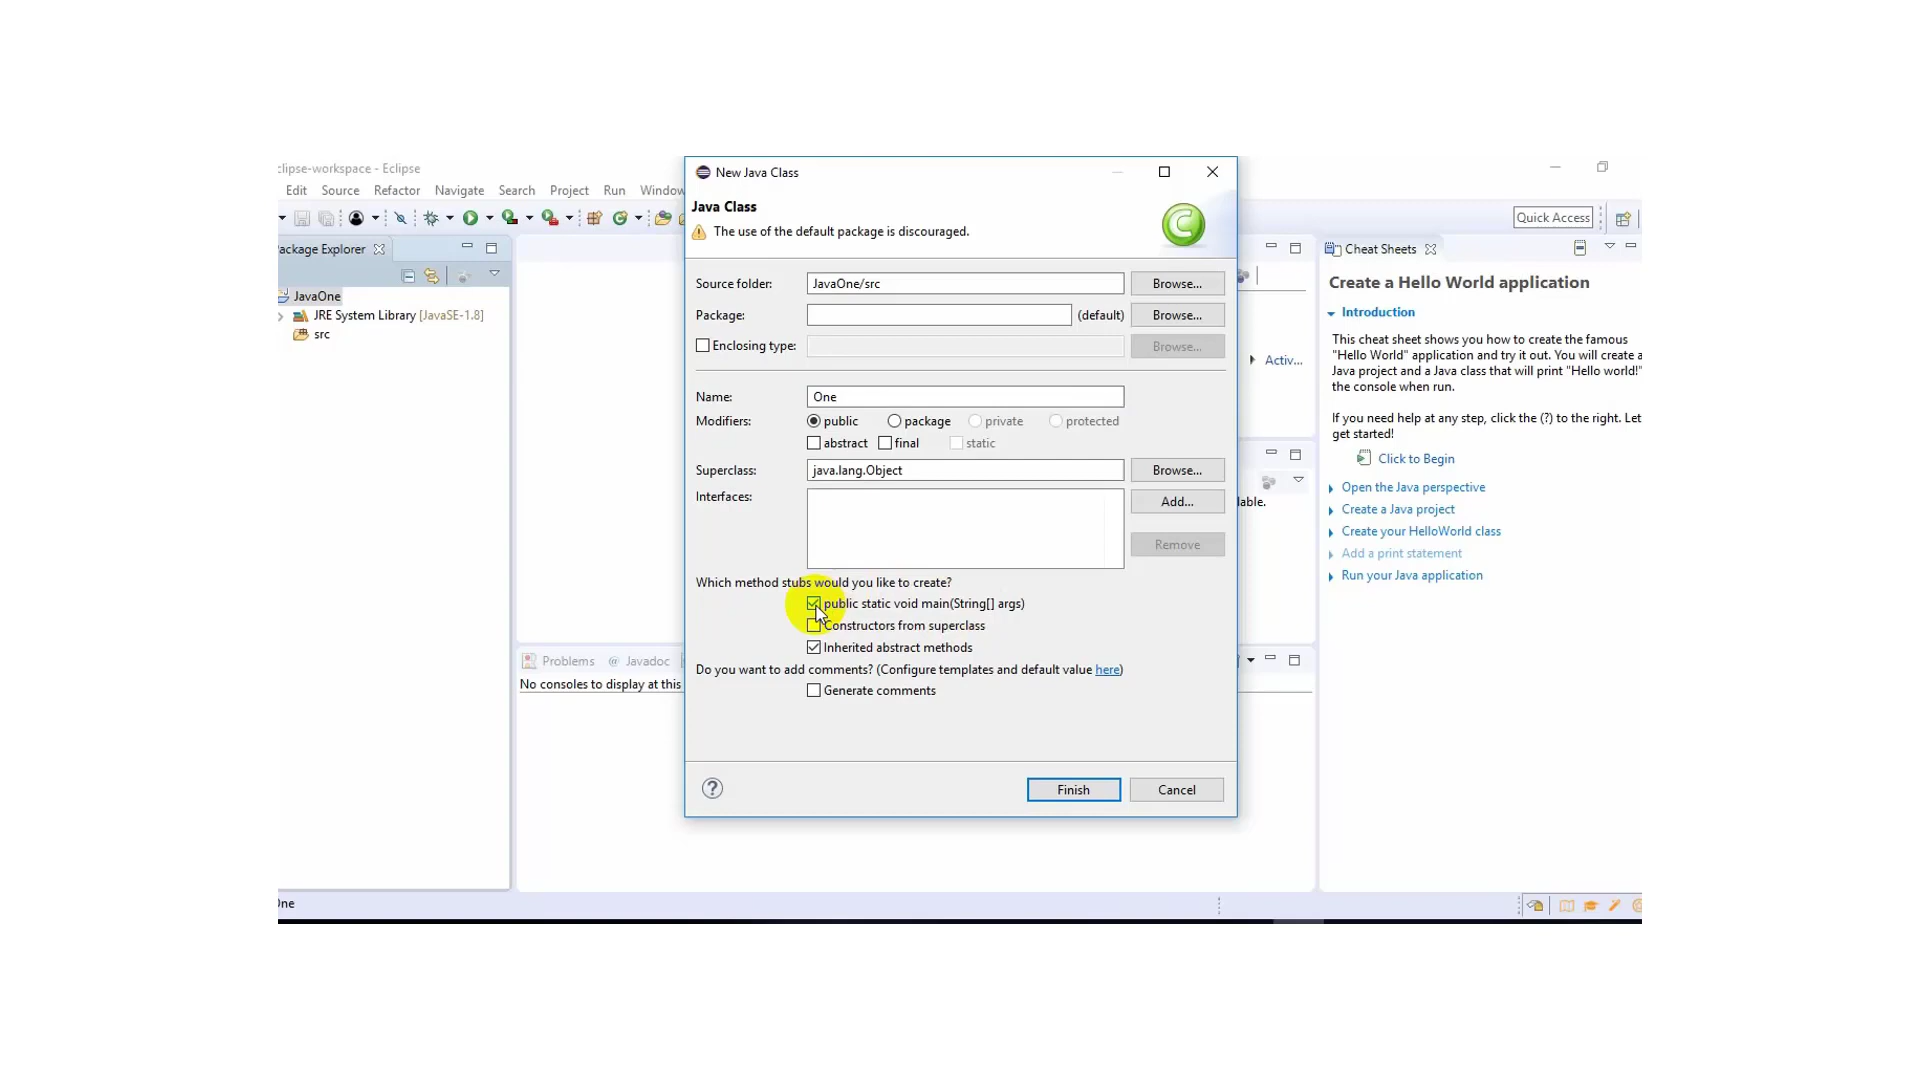 clipse-workspace - Eclipse
Edit Source Refactor Navigate Search Project Run Window
Quick Access
ackage Explorer
JavaOne
JRE System Library [JavaSE-1.8]
src
New Java Class
Java Class
The use of the default package is discouraged.
Source folder: JavaOne/src Browse...
Package: (default) Browse...
Enclosing type: Browse...
Name: One
Modifiers: public package private protected
abstract final static
Superclass: java.lang.Object Browse...
Interfaces: Add...
Remove
Which method stubs would you like to create?
public static void main(String[] args)
Constructors from superclass
Inherited abstract methods
Do you want to add comments? (Configure templates and default value here)
Generate comments
Finish Cancel
Activ...
lable.
Problems @ Javadoc
No consoles to display at this
Cheat Sheets
Create a Hello World application
Introduction
This cheat sheet shows you how to create the famous
"Hello World" application and try it out. You will create a
Java project and a Java class that will print "Hello world!"
the console when run.
If you need help at any step, click the (?) to the right. Let
get started!
Click to Begin
Open the Java perspective
Create a Java project
Create your HelloWorld class
Add a print statement
Run your Java application
One